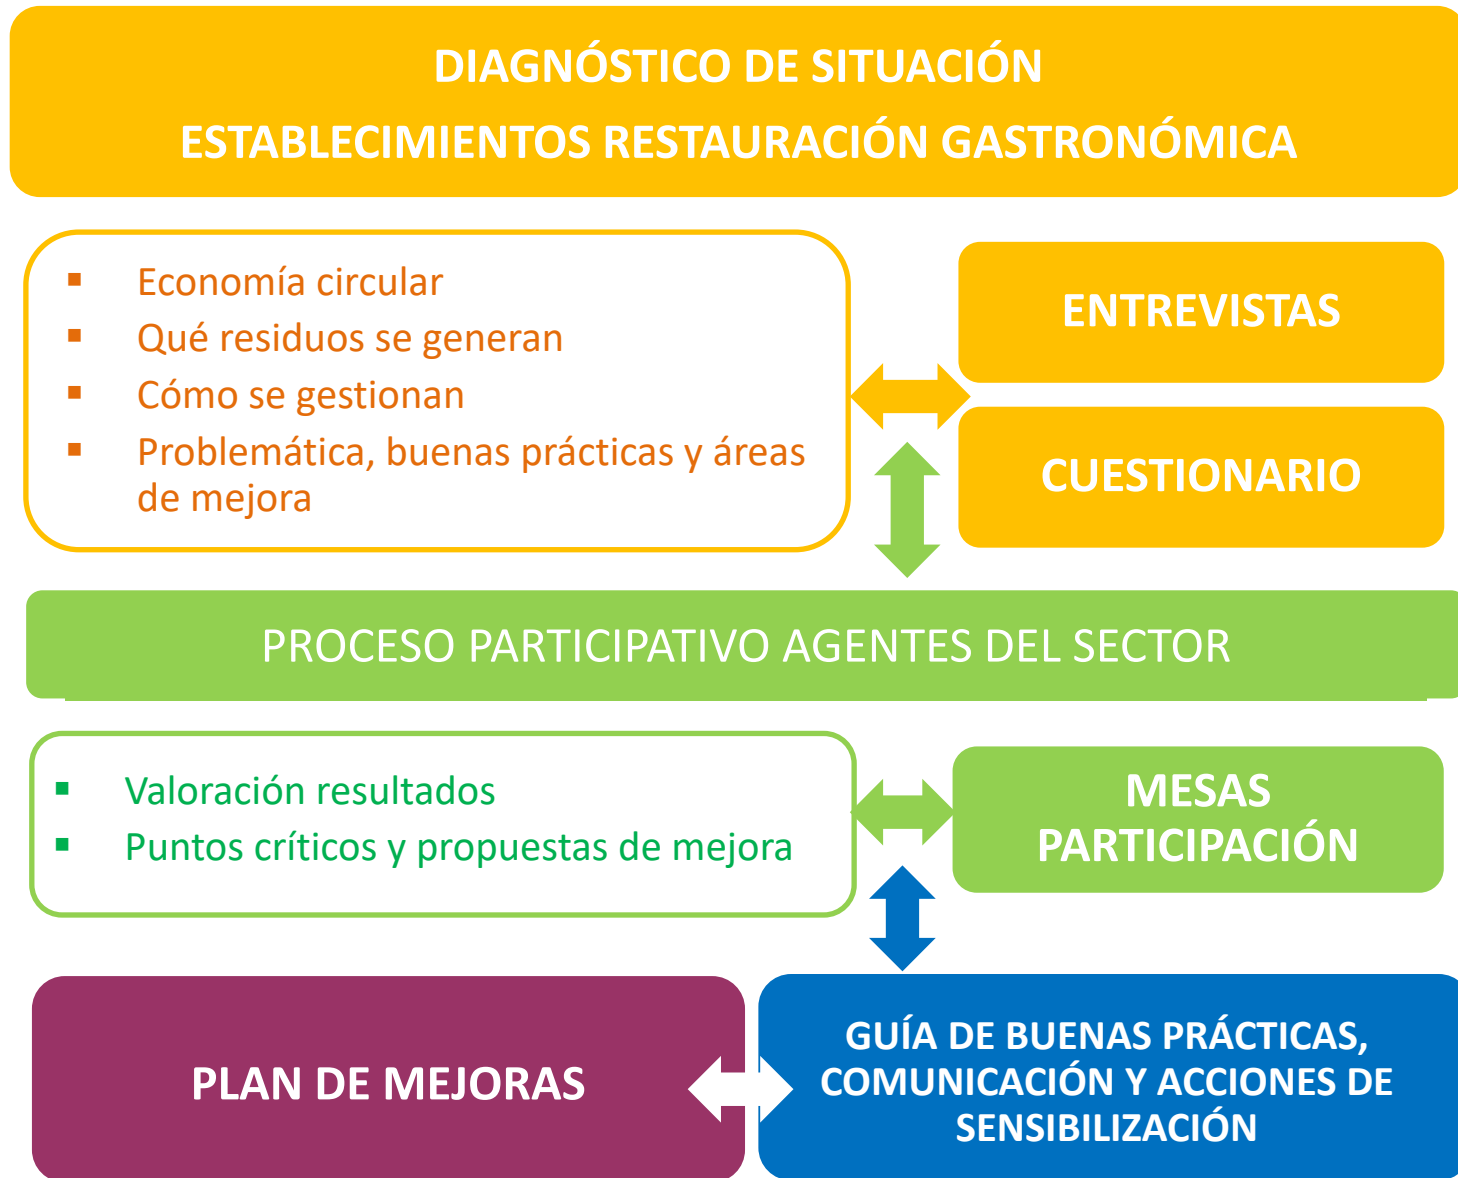 DIAGNÓSTICO DE SITUACIÓN
ESTABLECIMIENTOS RESTAURACIÓN GASTRONÓMICA
▪ Economía circular
▪ Qué residuos se generan
▪ Cómo se gestionan
▪ Problemática, buenas prácticas y áreas
de mejora
ENTREVISTAS
CUESTIONARIO
PROCESO PARTICIPATIVO AGENTES DEL SECTOR
▪ Valoración resultados
▪ Puntos críticos y propuestas de mejora
MESAS
PARTICIPACIÓN
PLAN DE MEJORAS
GUÍA DE BUENAS PRÁCTICAS,
COMUNICACIÓN Y ACCIONES DE
SENSIBILIZACIÓN